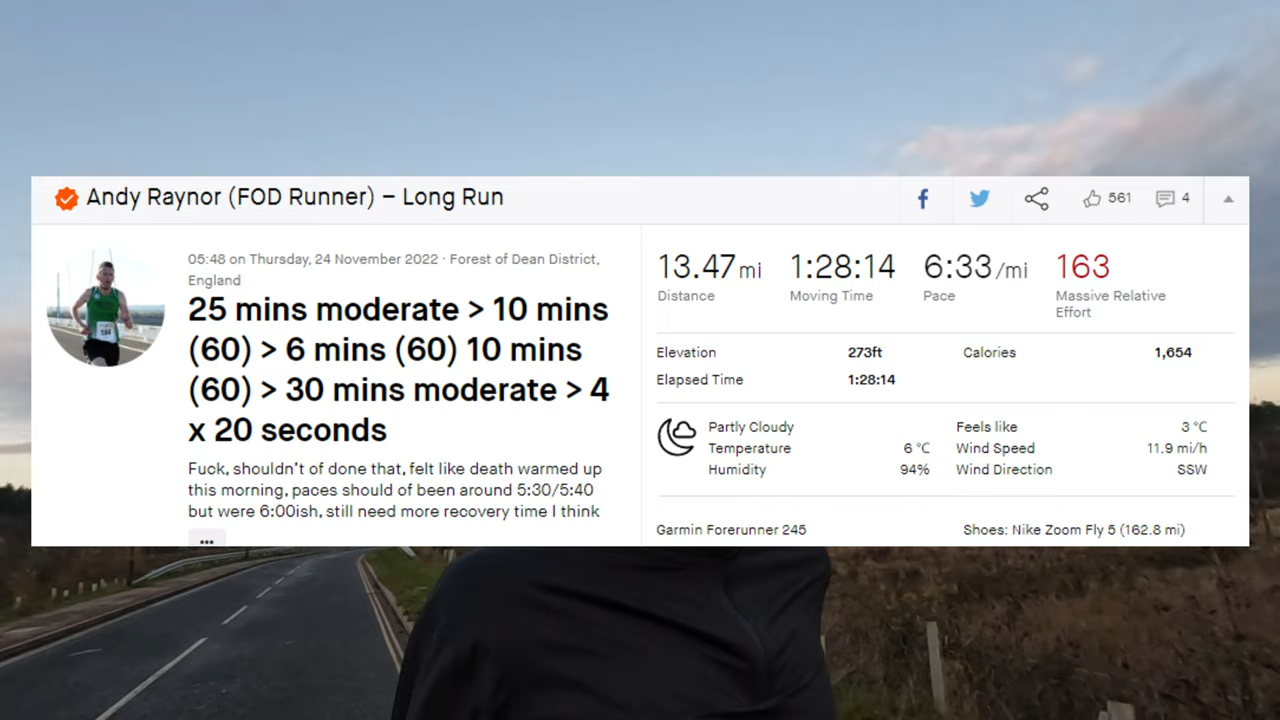 Andy Raynor (FOD Runner) – Long Run
561
4
05:48 on Thursday, 24 November 2022 · Forest of Dean District,
England
25 mins moderate > 10 mins
(60) > 6 mins (60) 10 mins
(60) > 30 mins moderate > 4
x 20 seconds
Fuck, shouldn't of done that, felt like death warmed up
this morning, paces should of been around 5:30/5:40
but were 6:00ish, still need more recovery time I think
...
13.47 mi 1:28:14 6:33 /mi 163
Distance Moving Time Pace Massive Relative
Effort
Elevation 273ft Calories 1,654
Elapsed Time 1:28:14
Partly Cloudy Feels like 3 °C
Temperature 6 °C Wind Speed 11.9 mi/h
Humidity 94% Wind Direction SSW
Garmin Forerunner 245 Shoes: Nike Zoom Fly 5 (162.8 mi)